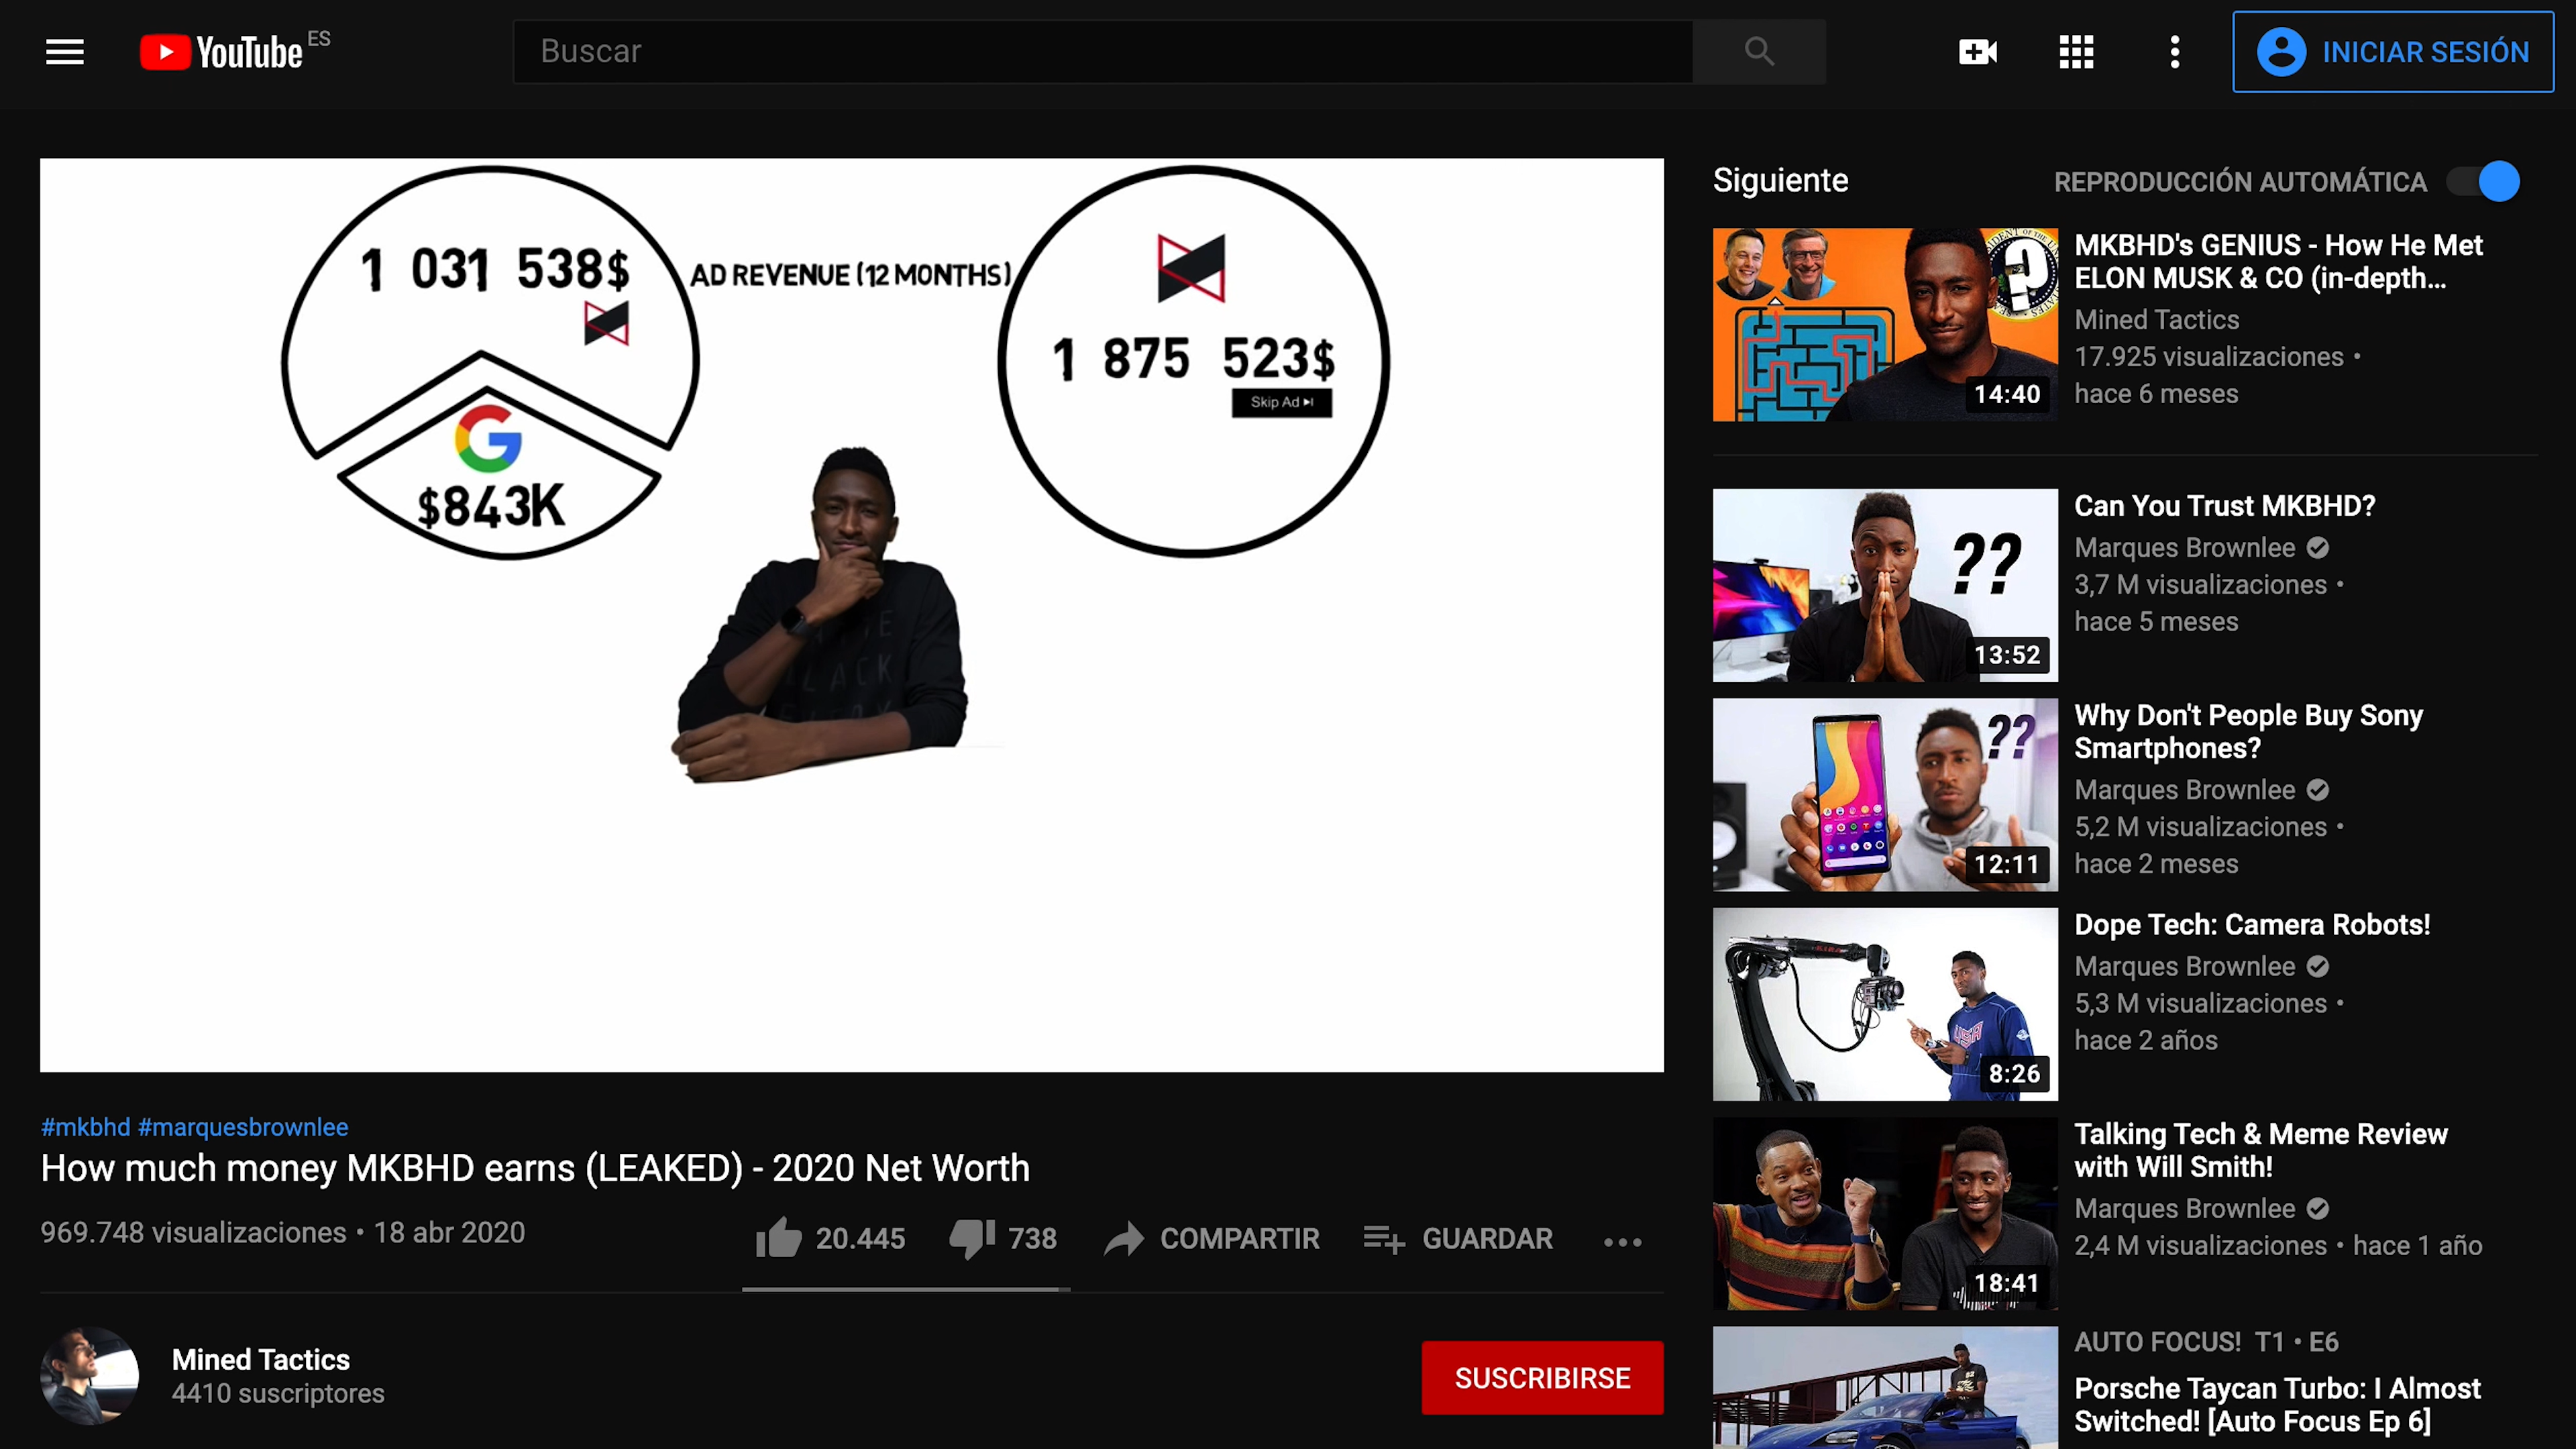 YouTube ES
Buscar
INICIAR SESIÓN
1 031 538$
AD REVENUE (12 MONTHS)
1 875 523$
Skip Ad
G
$843K
#mkbhd #marquesbrownlee
How much money MKBHD earns (LEAKED) - 2020 Net Worth
969.748 visualizaciones • 18 abr 2020
20.445
738
COMPARTIR
GUARDAR
Mined Tactics
4410 suscriptores
SUSCRIBIRSE
Siguiente
REPRODUCCIÓN AUTOMÁTICA
14:40
MKBHD's GENIUS - How He Met
ELON MUSK & CO (in-depth...
Mined Tactics
17.925 visualizaciones •
hace 6 meses
??
13:52
Can You Trust MKBHD?
Marques Brownlee
3,7 M visualizaciones •
hace 5 meses
??
12:11
Why Don't People Buy Sony
Smartphones?
Marques Brownlee
5,2 M visualizaciones •
hace 2 meses
8:26
Dope Tech: Camera Robots!
Marques Brownlee
5,3 M visualizaciones •
hace 2 años
18:41
Talking Tech & Meme Review
with Will Smith!
Marques Brownlee
2,4 M visualizaciones • hace 1 año
AUTO FOCUS! T1 • E6
Porsche Taycan Turbo: I Almost
Switched! [Auto Focus Ep 6]